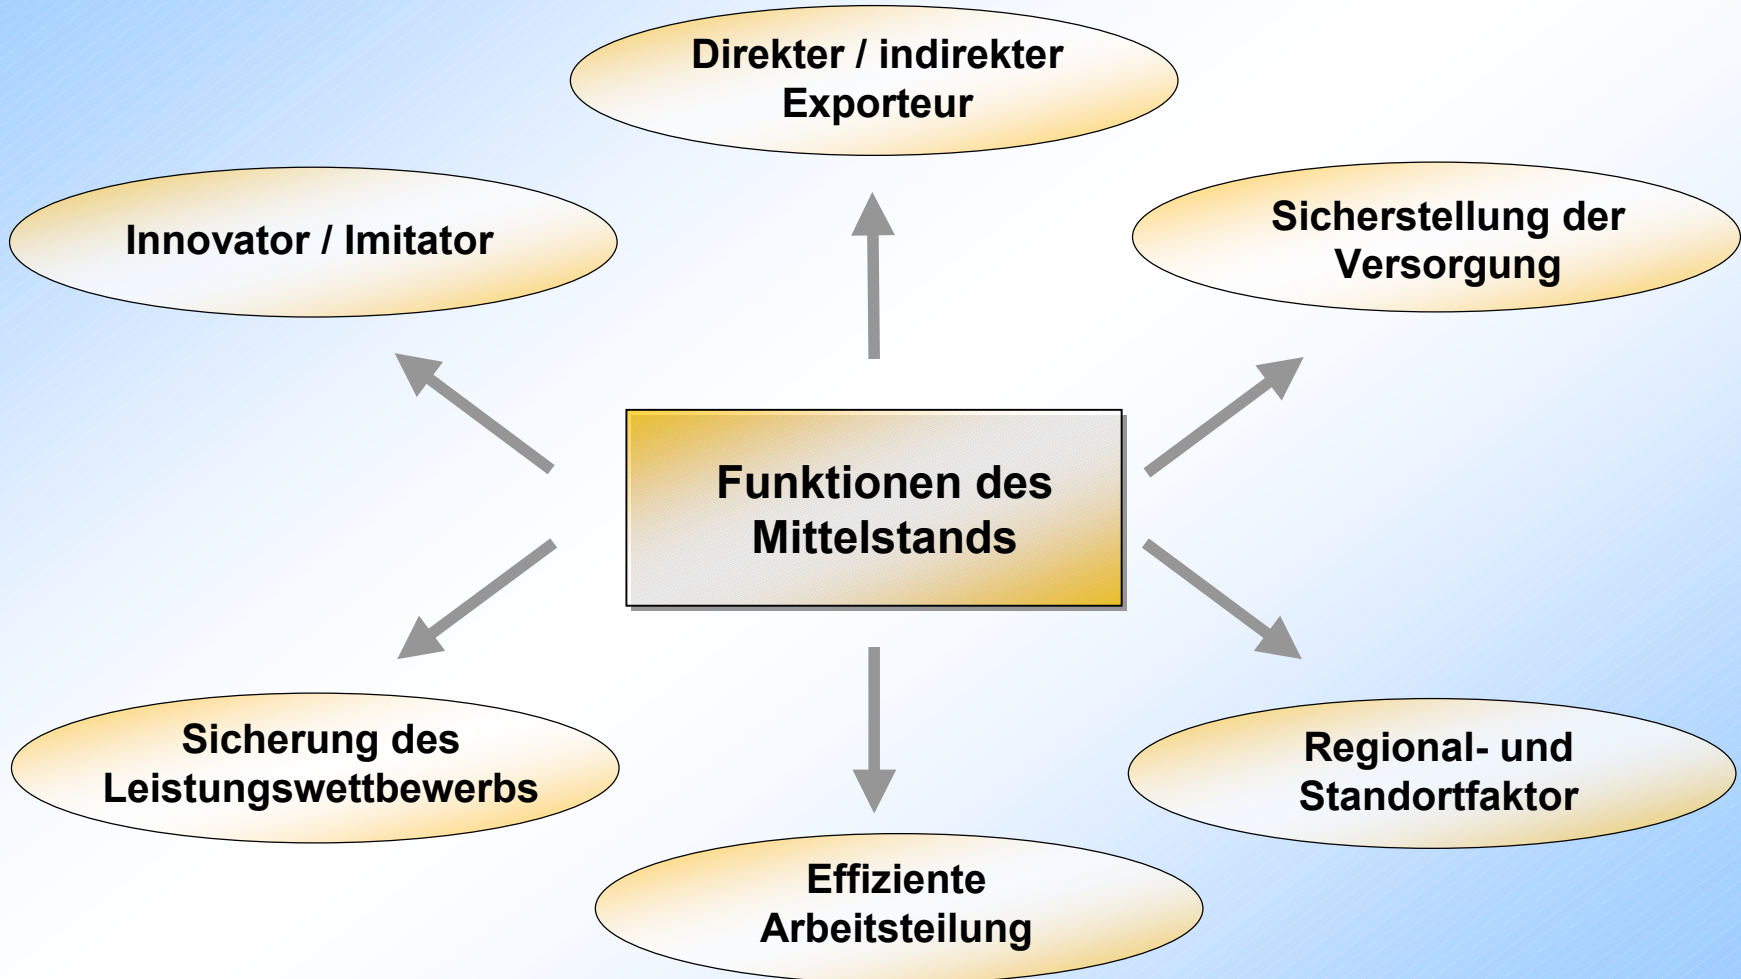 Direkter / indirekter
Exporteur
Innovator / Imitator
Sicherstellung der
Versorgung
Funktionen des
Mittelstands
Sicherung des
Leistungswettbewerbs
Regional- und
Standortfaktor
Effiziente
Arbeitsteilung